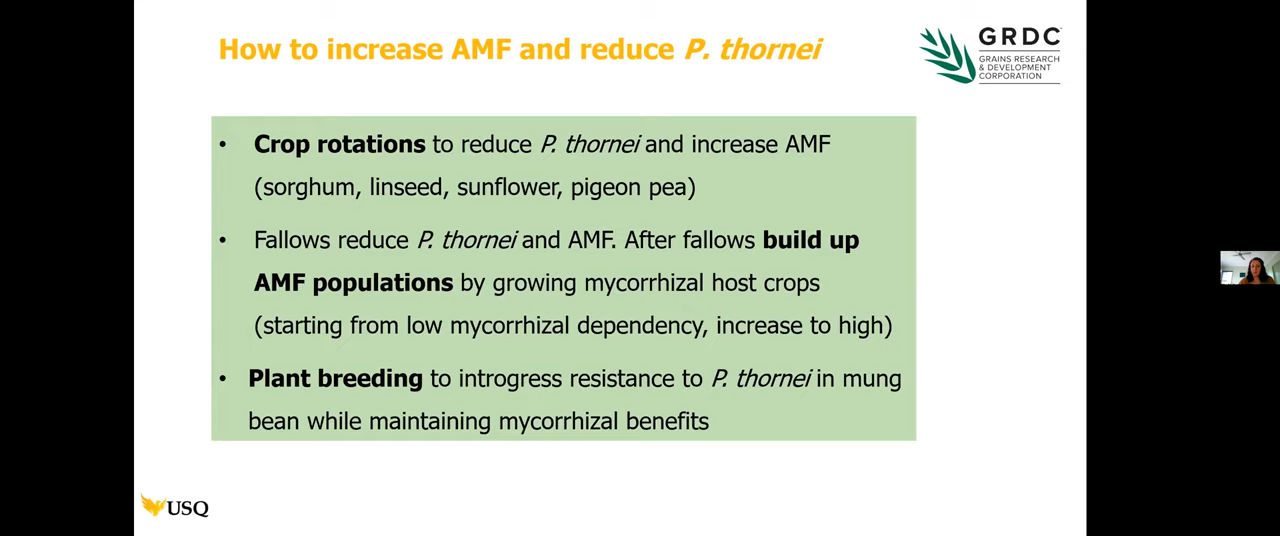 How to increase AMF and reduce P. thornei
GRDC
GRAINS RESEARCH
& DEVELOPMENT
CORPORATION
• Crop rotations to reduce P. thornei and increase AMF
(sorghum, linseed, sunflower, pigeon pea)
• Fallows reduce P. thornei and AMF. After fallows build up
AMF populations by growing mycorrhizal host crops
(starting from low mycorrhizal dependency, increase to high)
• Plant breeding to introgress resistance to P. thornei in mung
bean while maintaining mycorrhizal benefits
USQ